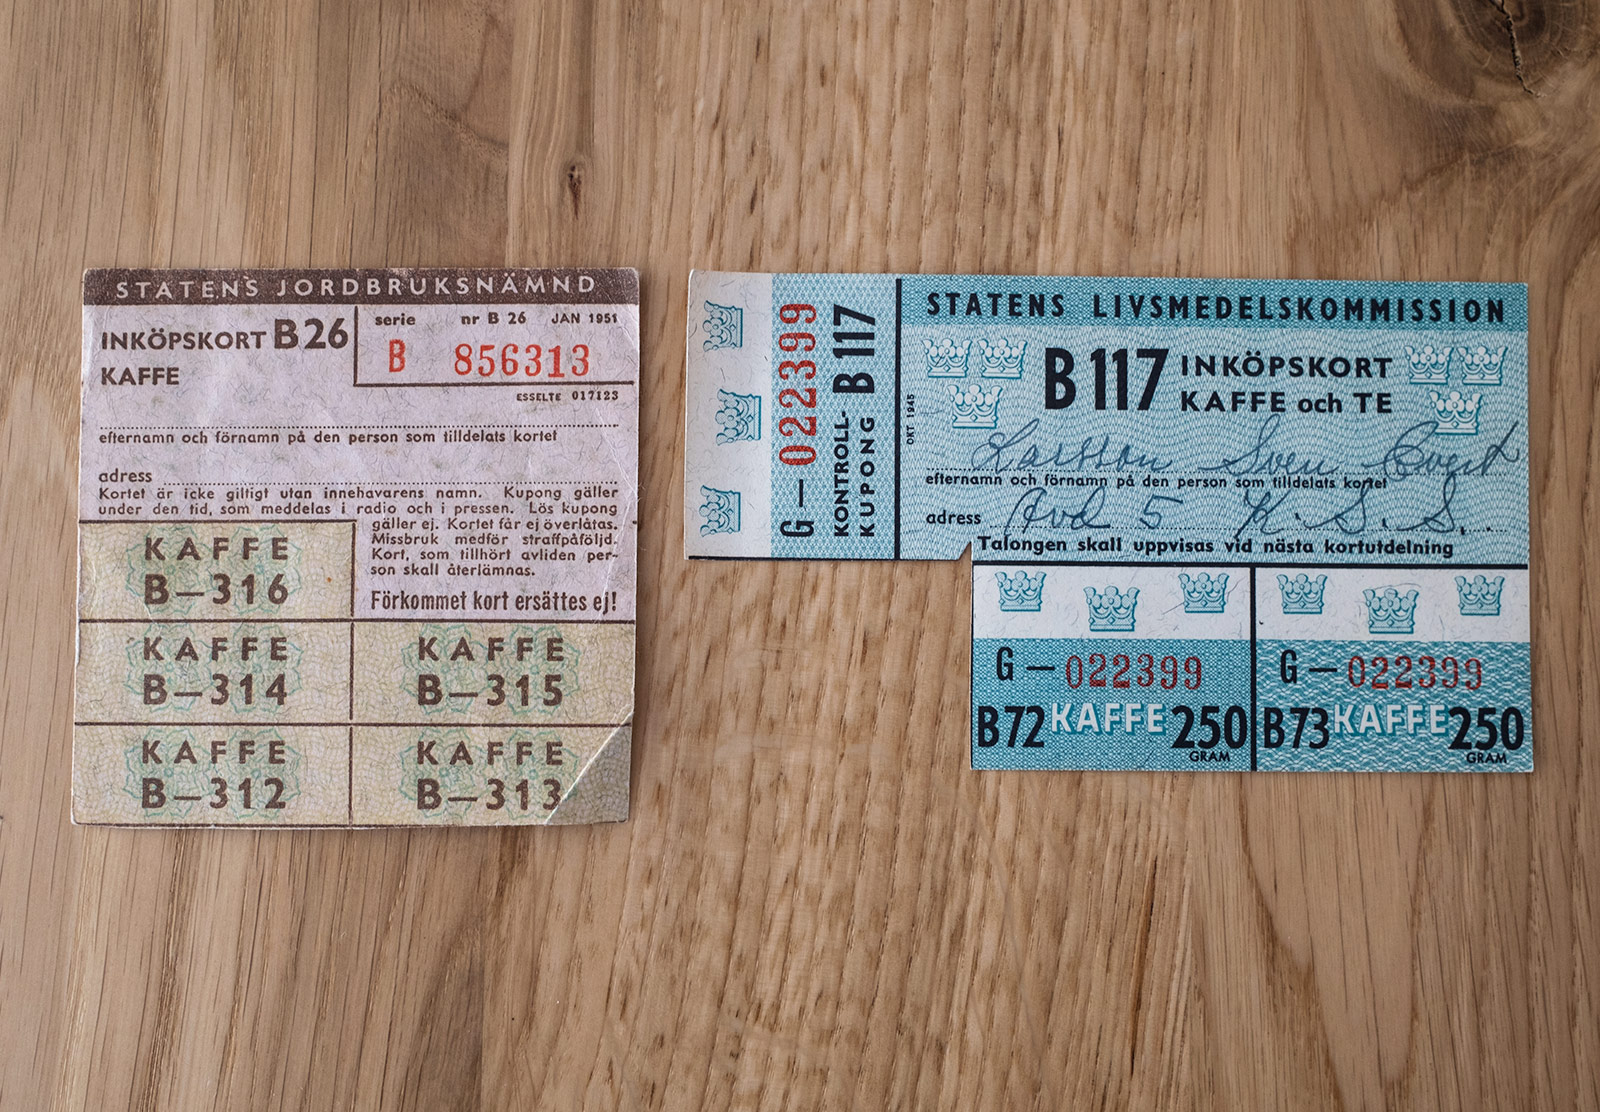 STATENS JORDBRUKSNÄMND
INKÖPSKORT B26
KAFFE
serie nr B 26 JAN 1951
B 856313
ESSELTE 017123
efternamn och förnamn på den person som tilldelats kortet
adress
Kortet är icke giltigt utan innehavarens namn. Kupong gäller
under den tid, som meddelas i radio och i pressen. Lös kupong
gäller ej. Kortet får ej överlåtas.
Missbruk medför straffpåföljd.
Kort, som tillhört avliden per-
son skall återlämnas.
Förkommet kort ersättes ej!
KAFFE
B—316
KAFFE
B—314
KAFFE
B—315
KAFFE
B—312
KAFFE
B—313
G—022399
KONTROLL-
KUPONG B 117
OKT 1945
STATENS LIVSMEDELSKOMMISSION
B 117 INKÖPSKORT
KAFFE och TE
Larsson Sven Evert
efternamn och förnamn på den person som tilldelats kortet
adress Avd 5 K.S.S.
Talongen skall uppvisas vid nästa kortutdelning
G—022399
B72 KAFFE 250
GRAM
G—022399
B73 KAFFE 250
GRAM